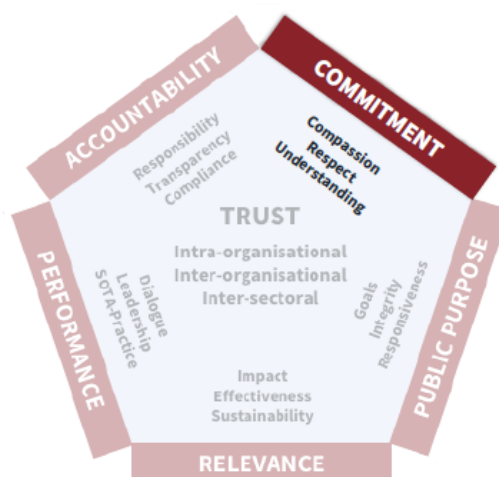 ACCOUNTABILITY
Responsibility
Transparency
Compliance
COMMITMENT
Compassion
Respect
Understanding
TRUST
Intra-organisational
Inter-organisational
Inter-sectoral
PERFORMANCE
Dialogue
Leadership
SoTA-Practice
PUBLIC PURPOSE
Goals
Integrity
Responsiveness
Impact
Effectiveness
Sustainability
RELEVANCE